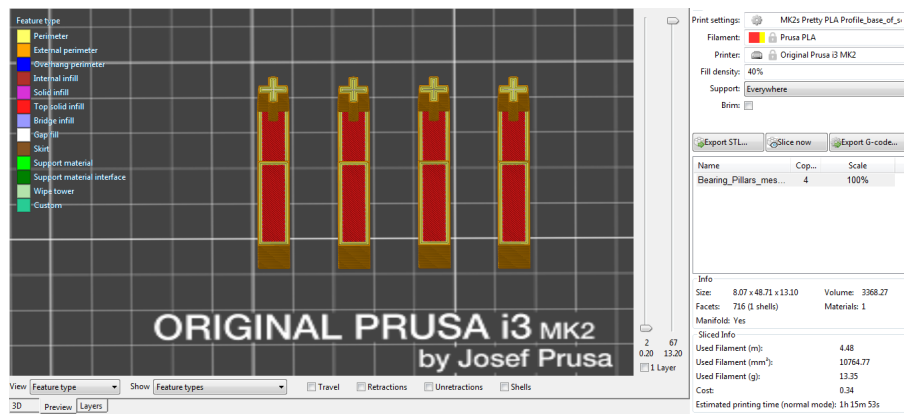 Feature type
Perimeter
External perimeter
Overhang perimeter
Internal infill
Solid infill
Top solid infill
Bridge infill
Gap fill
Skirt
Support material
Support material interface
Wipe tower
Custom
ORIGINAL PRUSA i3 MK2
by Josef Prusa
2 67
0.20 13.20
1 Layer
View Feature type Show Feature types Travel Retractions Unretractions Shells
3D Preview Layers
Print settings: MK2s Pretty PLA Profile_base_of_s
Filament: Prusa PLA
Printer: Original Prusa i3 MK2
Fill density: 40%
Support: Everywhere
Brim:
Export STL... Slice now Export G-code...
Name Cop... Scale
Bearing_Pillars_mes... 4 100%
Info
Size: 8.07 x 48.71 x 13.10 Volume: 3368.27
Facets: 716 (1 shells) Materials: 1
Manifold: Yes
Sliced Info
Used Filament (m): 4.48
Used Filament (mm³): 10764.77
Used Filament (g): 13.35
Cost: 0.34
Estimated printing time (normal mode): 1h 15m 53s